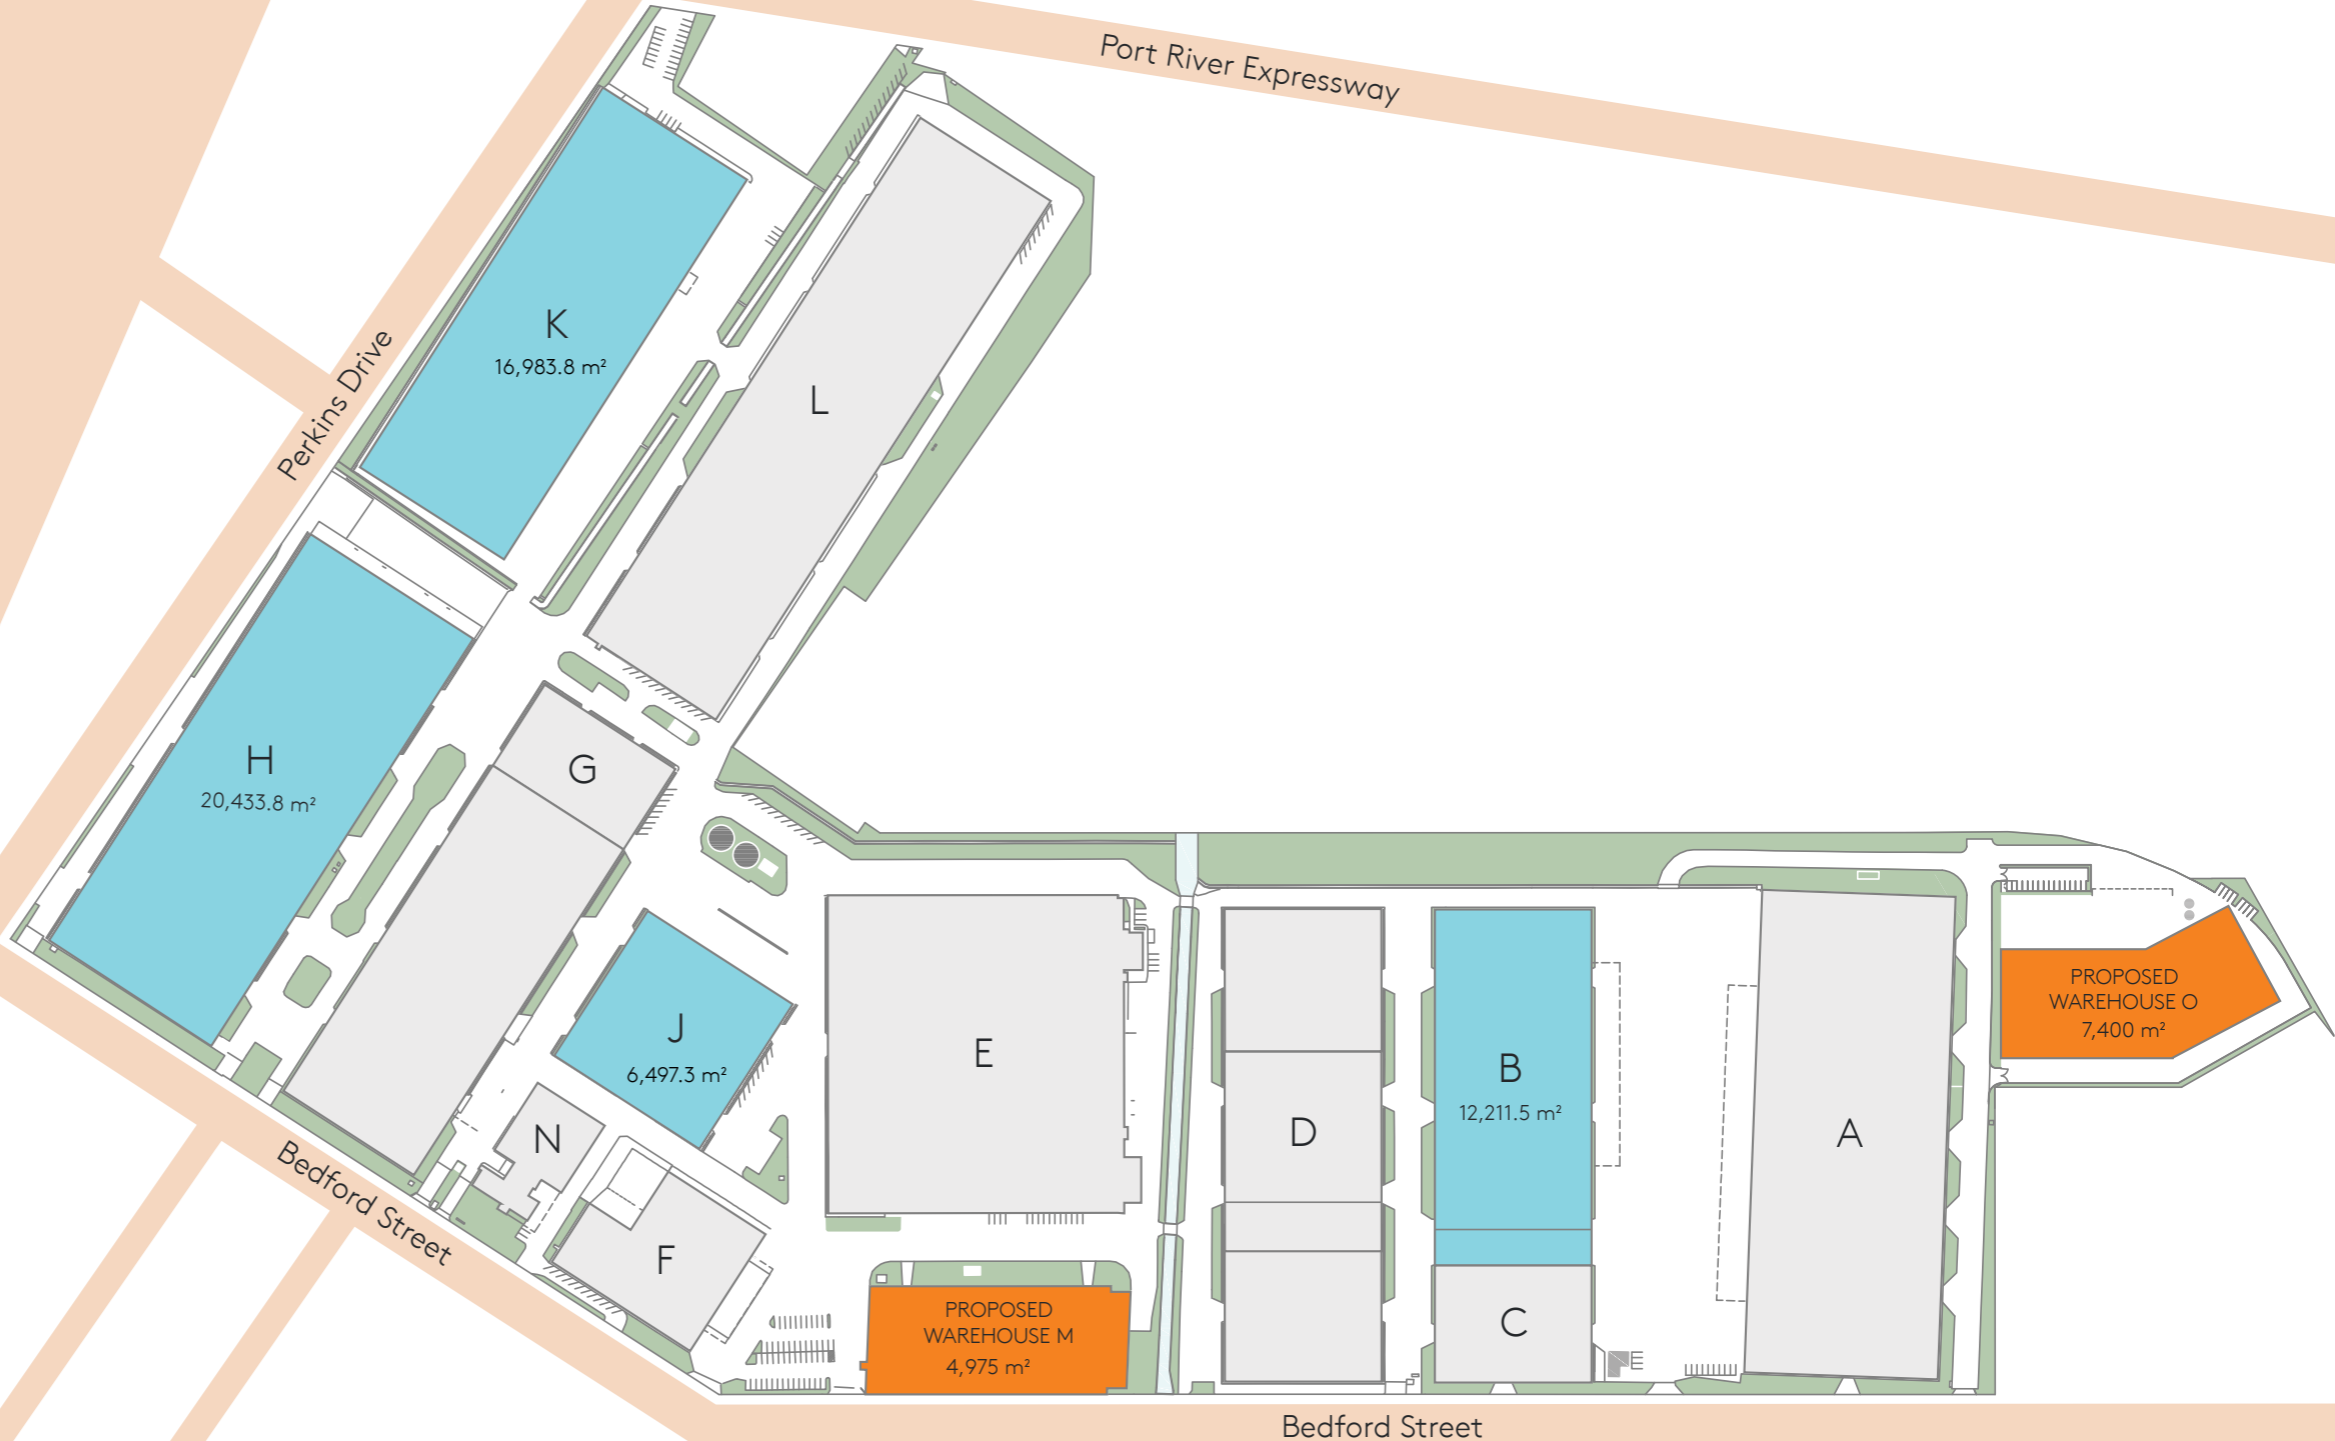 Port River Expressway
Perkins Drive
K
16,983.8 m²
L
H
20,433.8 m²
G
J
6,497.3 m²
N
F
E
D
B
12,211.5 m²
C
A
PROPOSED
WAREHOUSE O
7,400 m²
PROPOSED
WAREHOUSE M
4,975 m²
Bedford Street
Bedford Street